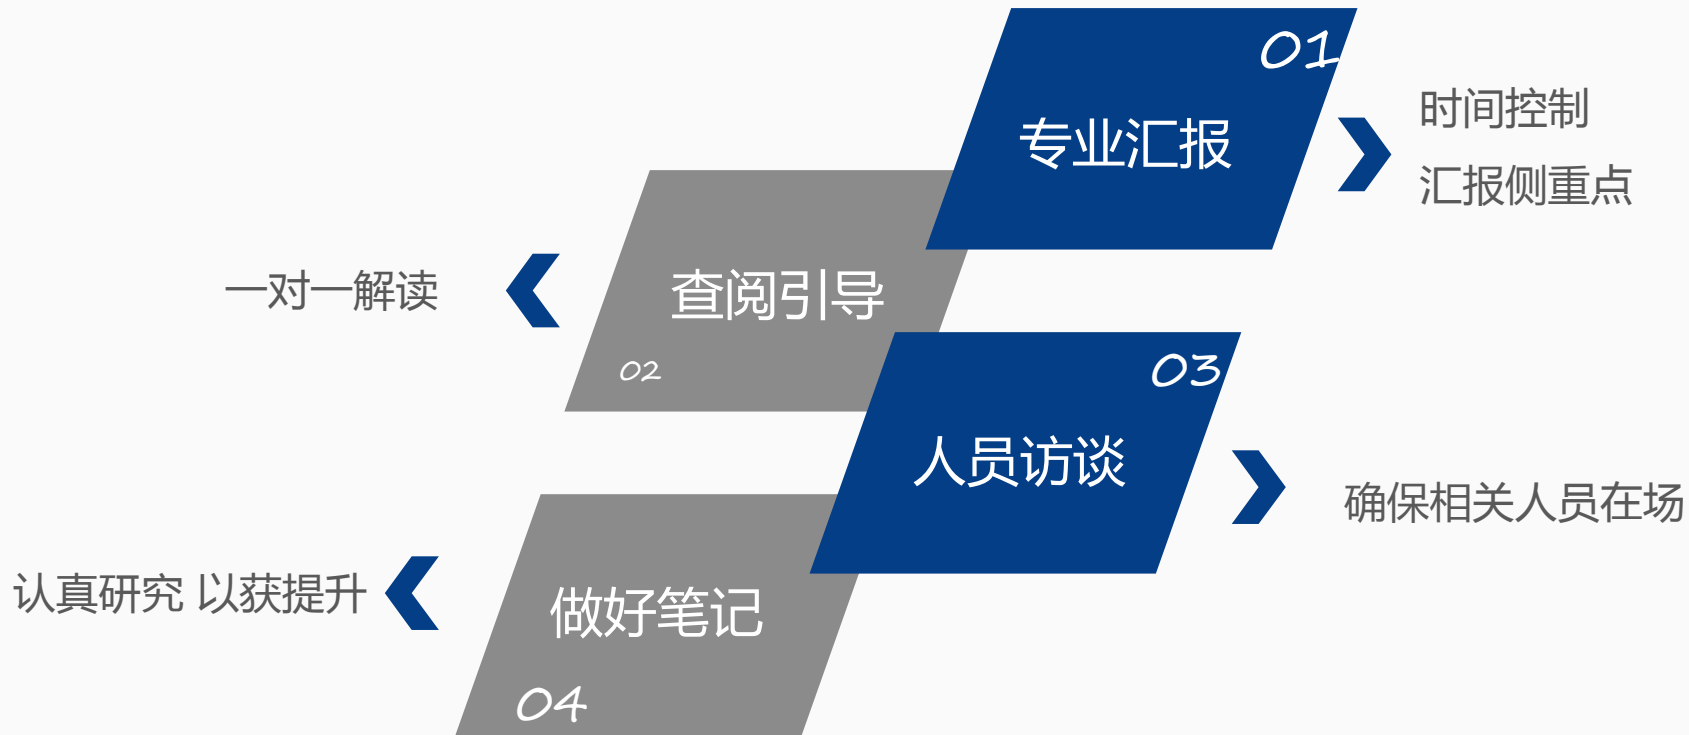 01
专业汇报
时间控制
汇报侧重点
查阅引导
02
一对一解读
03
人员访谈
确保相关人员在场
做好笔记
04
认真研究 以获提升